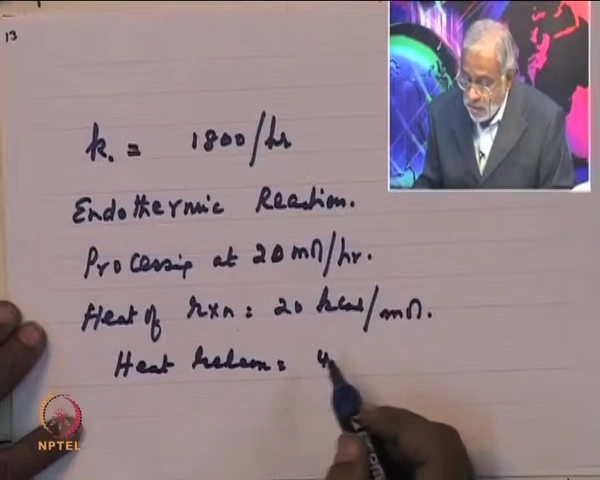 13
k₁ = 1800/hr
Endothermic Reaction.
Processing at 20 mol/hr.
Heat of rxn = 20 kcal/mol.
Heat = 4
NPTEL